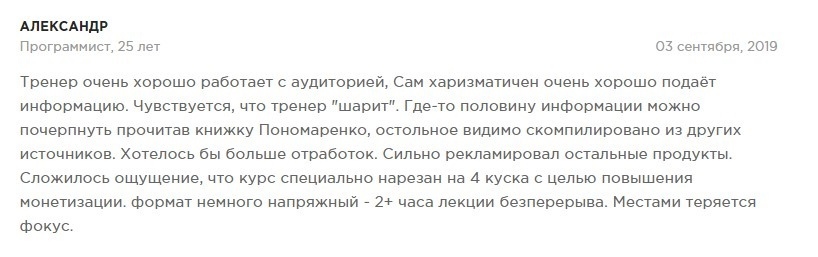 АЛЕКСАНДР
Программист, 25 лет
03 сентября, 2019
Тренер очень хорошо работает с аудиторией, Сам харизматичен очень хорошо подаёт
информацию. Чувствуется, что тренер "шарит". Где-то половину информации можно
почерпнуть прочитав книжку Пономаренко, остольное видимо скомпилировано из других
источников. Хотелось бы больше отработок. Сильно рекламировал остальные продукты.
Сложилось ощущение, что курс специально нарезан на 4 куска с целью повышения
монетизации. формат немного напряжный - 2+ часа лекции безперерыва. Местами теряется
фокус.